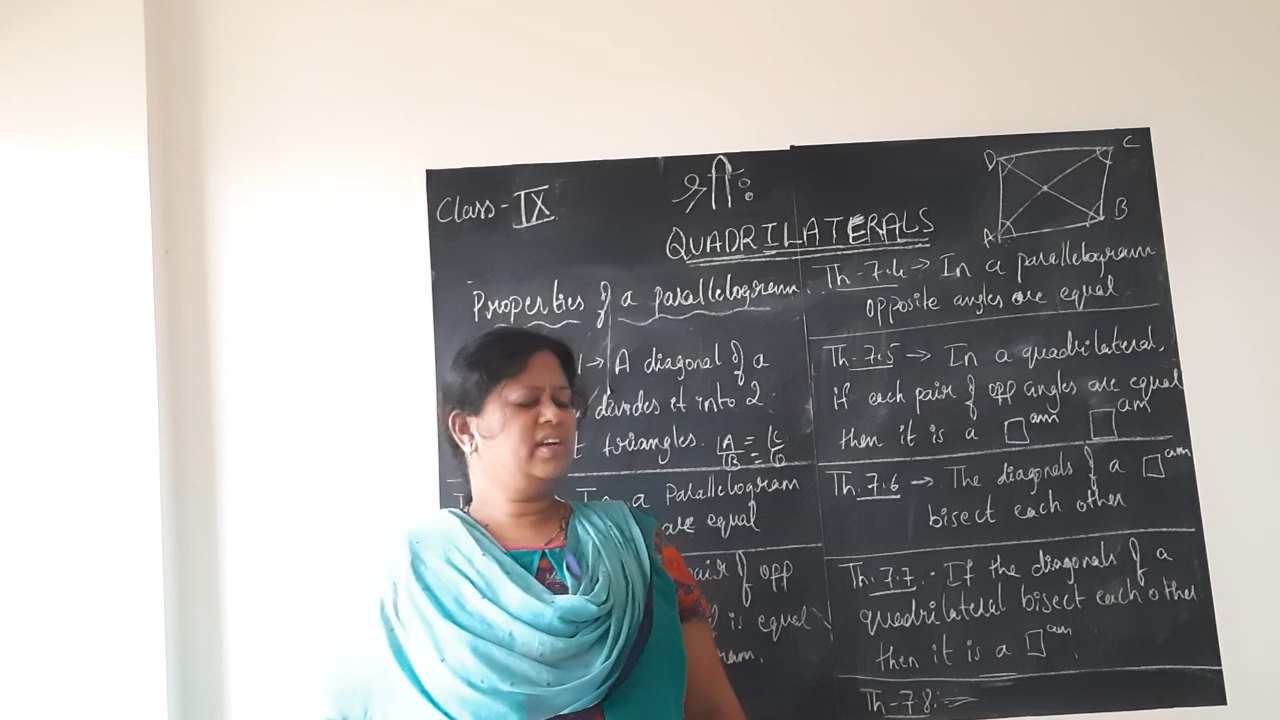 Class-IX
श्री:
QUADRILATERALS
Properties of a parallelogram.
1→ A diagonal of a
divides it into 2
t triangles. ∠A = ∠C
∠B = ∠D
In a Parallelogram
are equal
pair of opp
is equal
ram.
D C
A B
Th-7.4 → In a parallelogram
opposite angles are equal
Th.7.5 → In a quadrilateral,
if each pair of opp angles are equal
then it is a □am □am
Th.7.6 → The diagonals of a □am
bisect each other
Th.7.7.- If the diagonals of a
quadrilateral bisect each other
then it is a □am.
Th-7.8:→